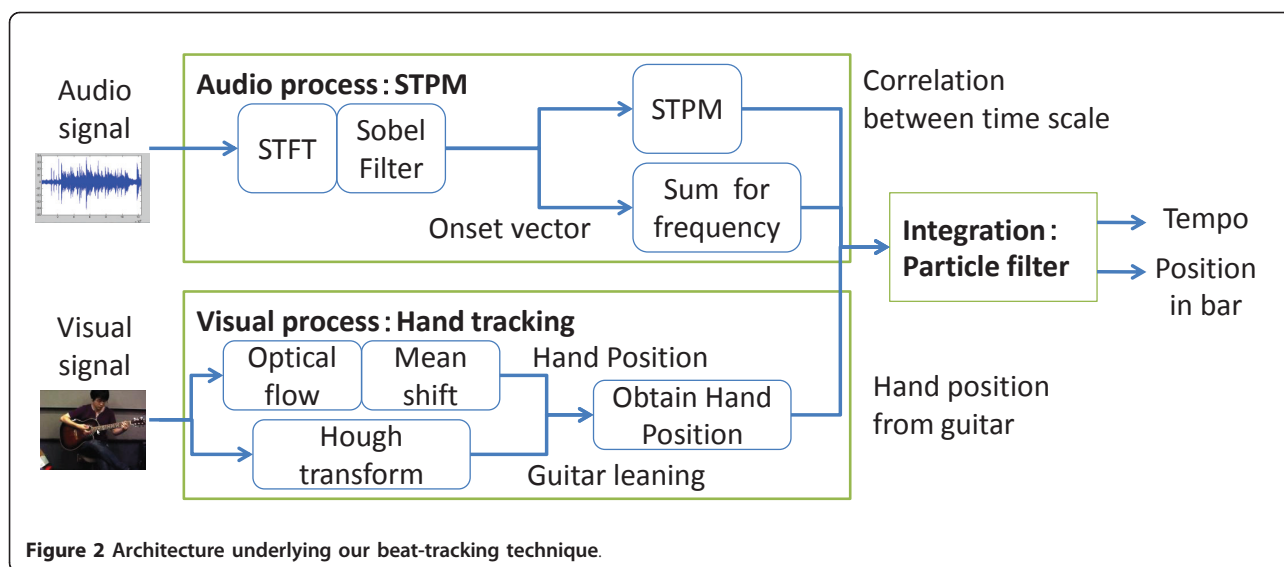 Audio
signal
Audio process : STPM
STFT
Sobel
Filter
Onset vector
STPM
Sum for
frequency
Correlation
between time scale
Integration :
Particle filter
Tempo
Position
in bar
Visual
signal
Visual process : Hand tracking
Optical
flow
Mean
shift
Hand Position
Hough
transform
Guitar leaning
Obtain Hand
Position
Hand position
from guitar
Figure 2 Architecture underlying our beat-tracking technique.